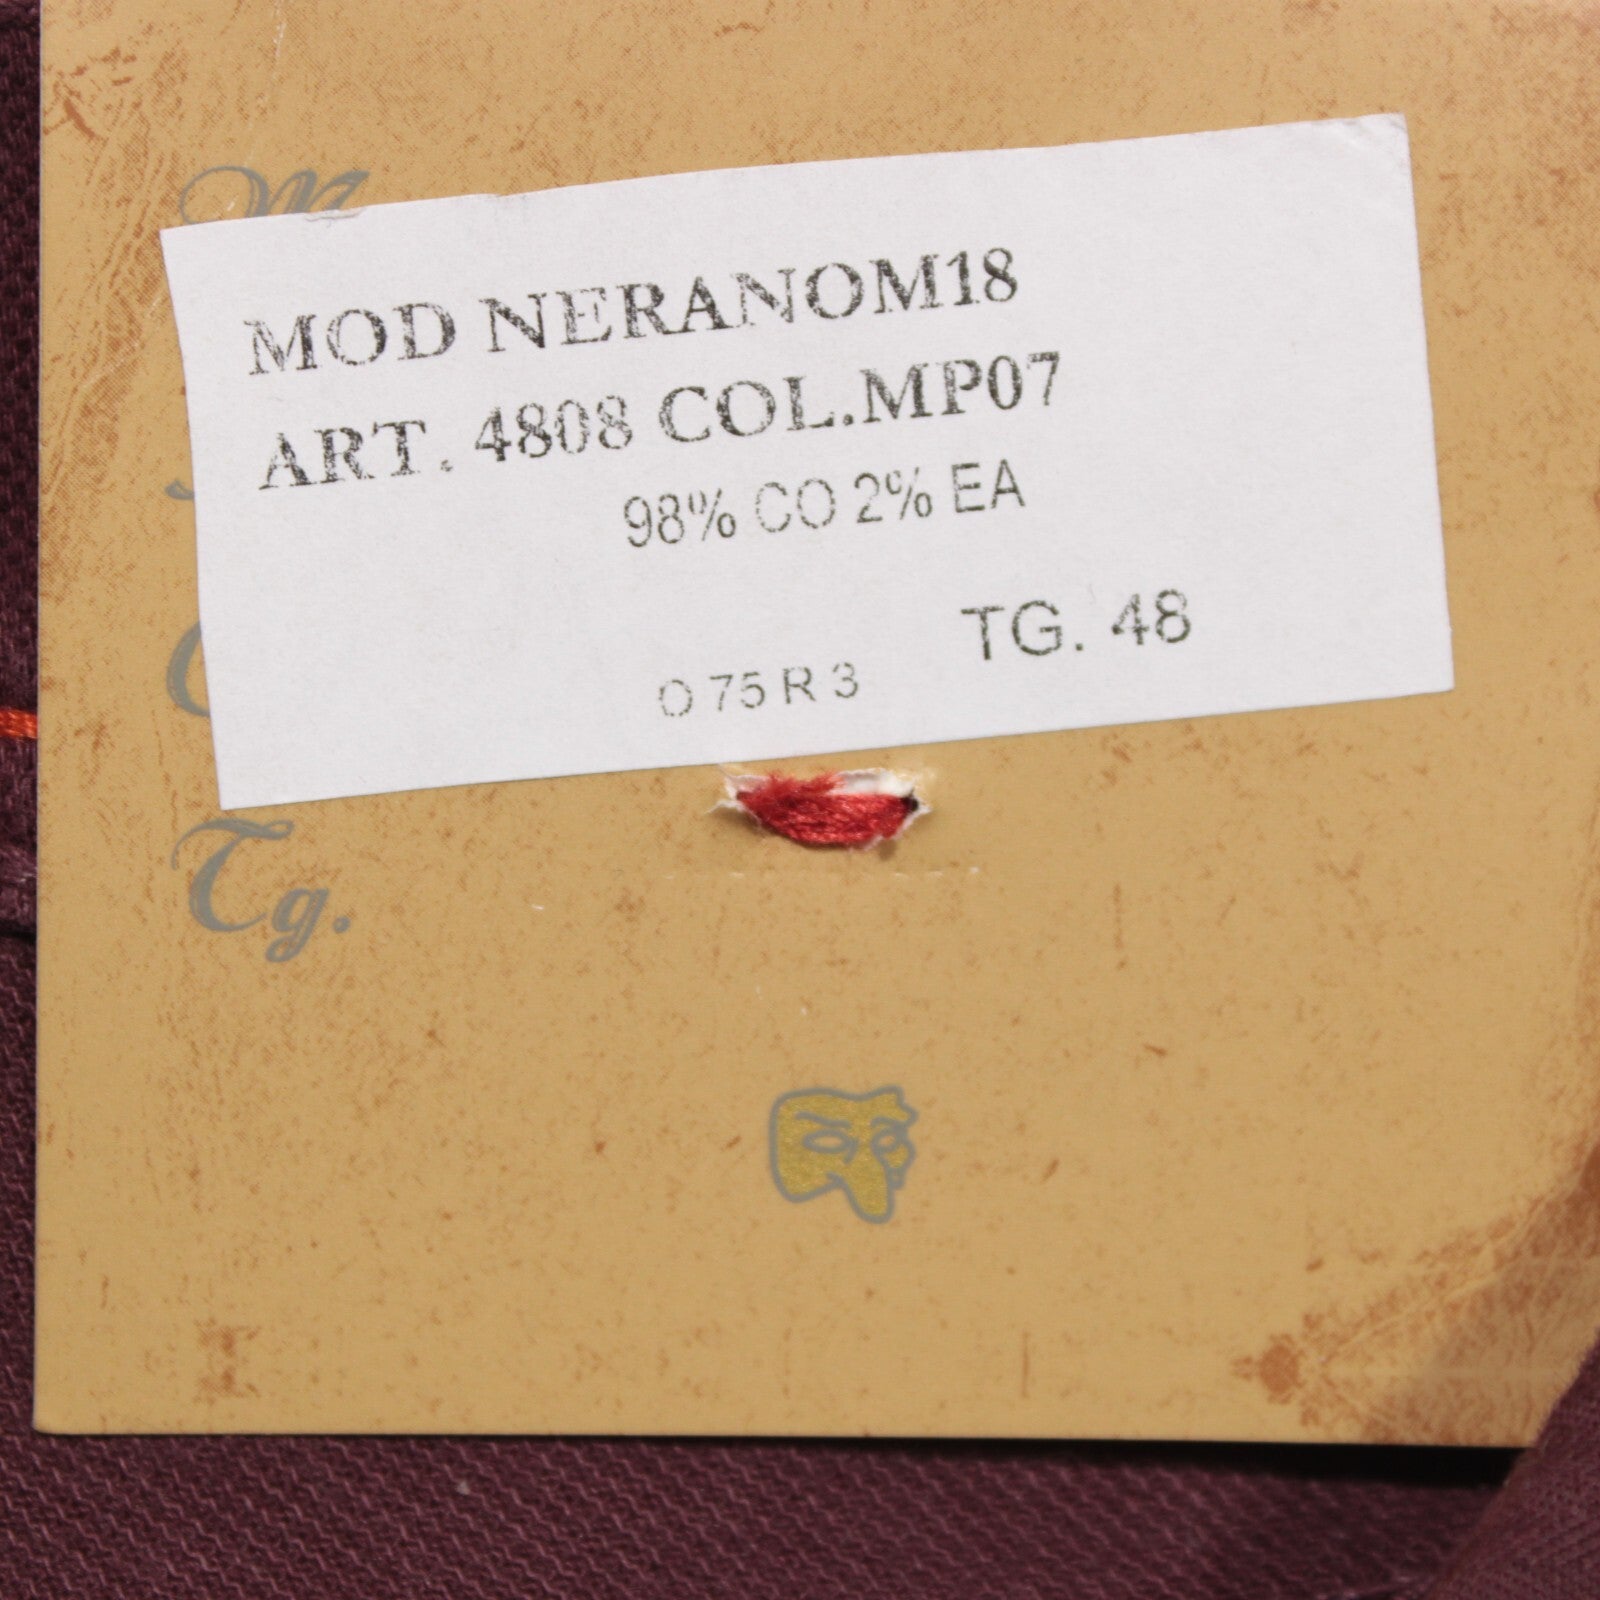 MOD NERANOM18
ART. 4808 COL.MP07
98% CO 2% EA
TG. 48
O 75 R 3
Tg.